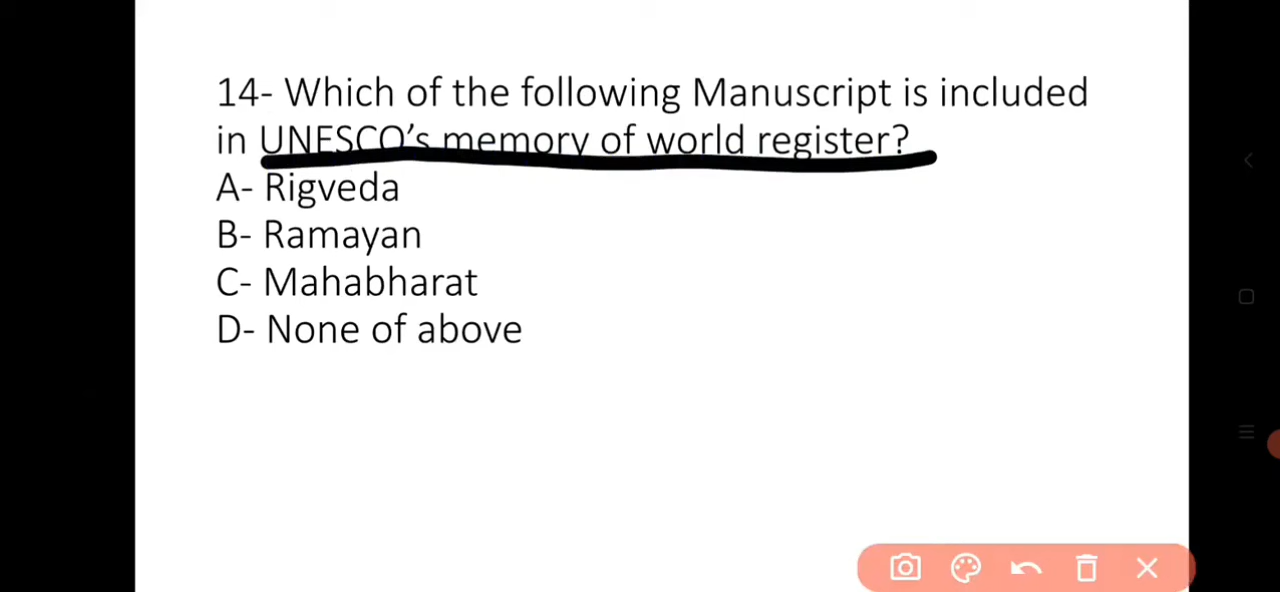 14- Which of the following Manuscript is included
in UNESCO’s memory of world register?
A- Rigveda
B- Ramayan
C- Mahabharat
D- None of above